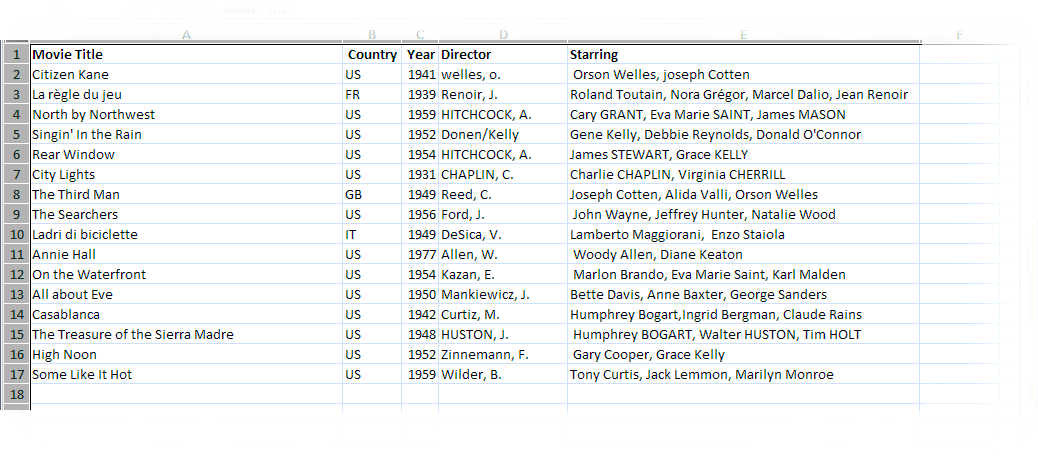 A B C D E F
1 Movie Title Country Year Director Starring
2 Citizen Kane US 1941 welles, o. Orson Welles, joseph Cotten
3 La règle du jeu FR 1939 Renoir, J. Roland Toutain, Nora Grégor, Marcel Dalio, Jean Renoir
4 North by Northwest US 1959 HITCHCOCK, A. Cary GRANT, Eva Marie SAINT, James MASON
5 Singin' In the Rain US 1952 Donen/Kelly Gene Kelly, Debbie Reynolds, Donald O'Connor
6 Rear Window US 1954 HITCHCOCK, A. James STEWART, Grace KELLY
7 City Lights US 1931 CHAPLIN, C. Charlie CHAPLIN, Virginia CHERRILL
8 The Third Man GB 1949 Reed, C. Joseph Cotten, Alida Valli, Orson Welles
9 The Searchers US 1956 Ford, J. John Wayne, Jeffrey Hunter, Natalie Wood
10 Ladri di biciclette IT 1949 DeSica, V. Lamberto Maggiorani, Enzo Staiola
11 Annie Hall US 1977 Allen, W. Woody Allen, Diane Keaton
12 On the Waterfront US 1954 Kazan, E. Marlon Brando, Eva Marie Saint, Karl Malden
13 All about Eve US 1950 Mankiewicz, J. Bette Davis, Anne Baxter, George Sanders
14 Casablanca US 1942 Curtiz, M. Humphrey Bogart,Ingrid Bergman, Claude Rains
15 The Treasure of the Sierra Madre US 1948 HUSTON, J. Humphrey BOGART, Walter HUSTON, Tim HOLT
16 High Noon US 1952 Zinnemann, F. Gary Cooper, Grace Kelly
17 Some Like It Hot US 1959 Wilder, B. Tony Curtis, Jack Lemmon, Marilyn Monroe
18